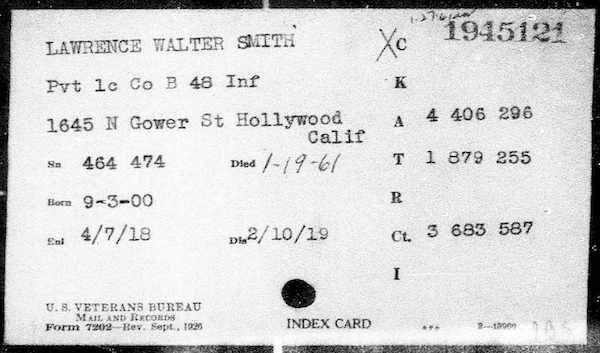 1945121
LAWRENCE WALTER SMITH XC
Pvt 1c Co B 48 Inf K
1645 N Gower St Hollywood
Calif A 4 406 296
Sn 464 474 Died 1-19-61 T 1 879 255
Born 9-3-00 R
Enl 4/7/18 Dis 2/10/19 Ct. 3 683 587
I
U. S. VETERANS BUREAU
MAIL AND RECORDS
Form 7202—Rev. Sept., 1926 INDEX CARD